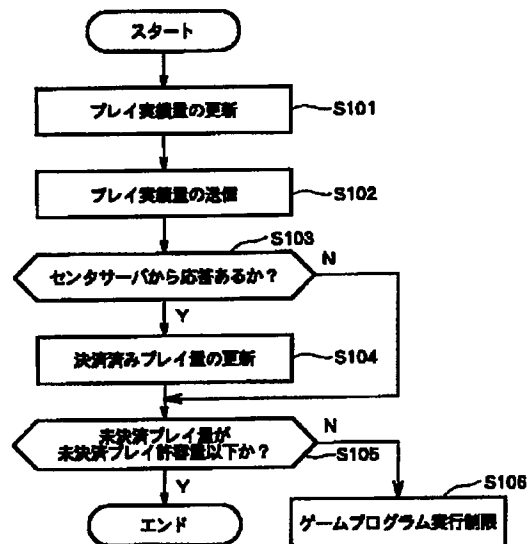 スタート
プレイ実績量の更新
S101
プレイ実績量の送信
S102
S103
センタサーバから応答あるか？
N
Y
決済済みプレイ量の更新
S104
未決済プレイ量が
未決済プレイ許容量以下か？
N
S105
Y
S106
エンド
ゲームプログラム実行制限